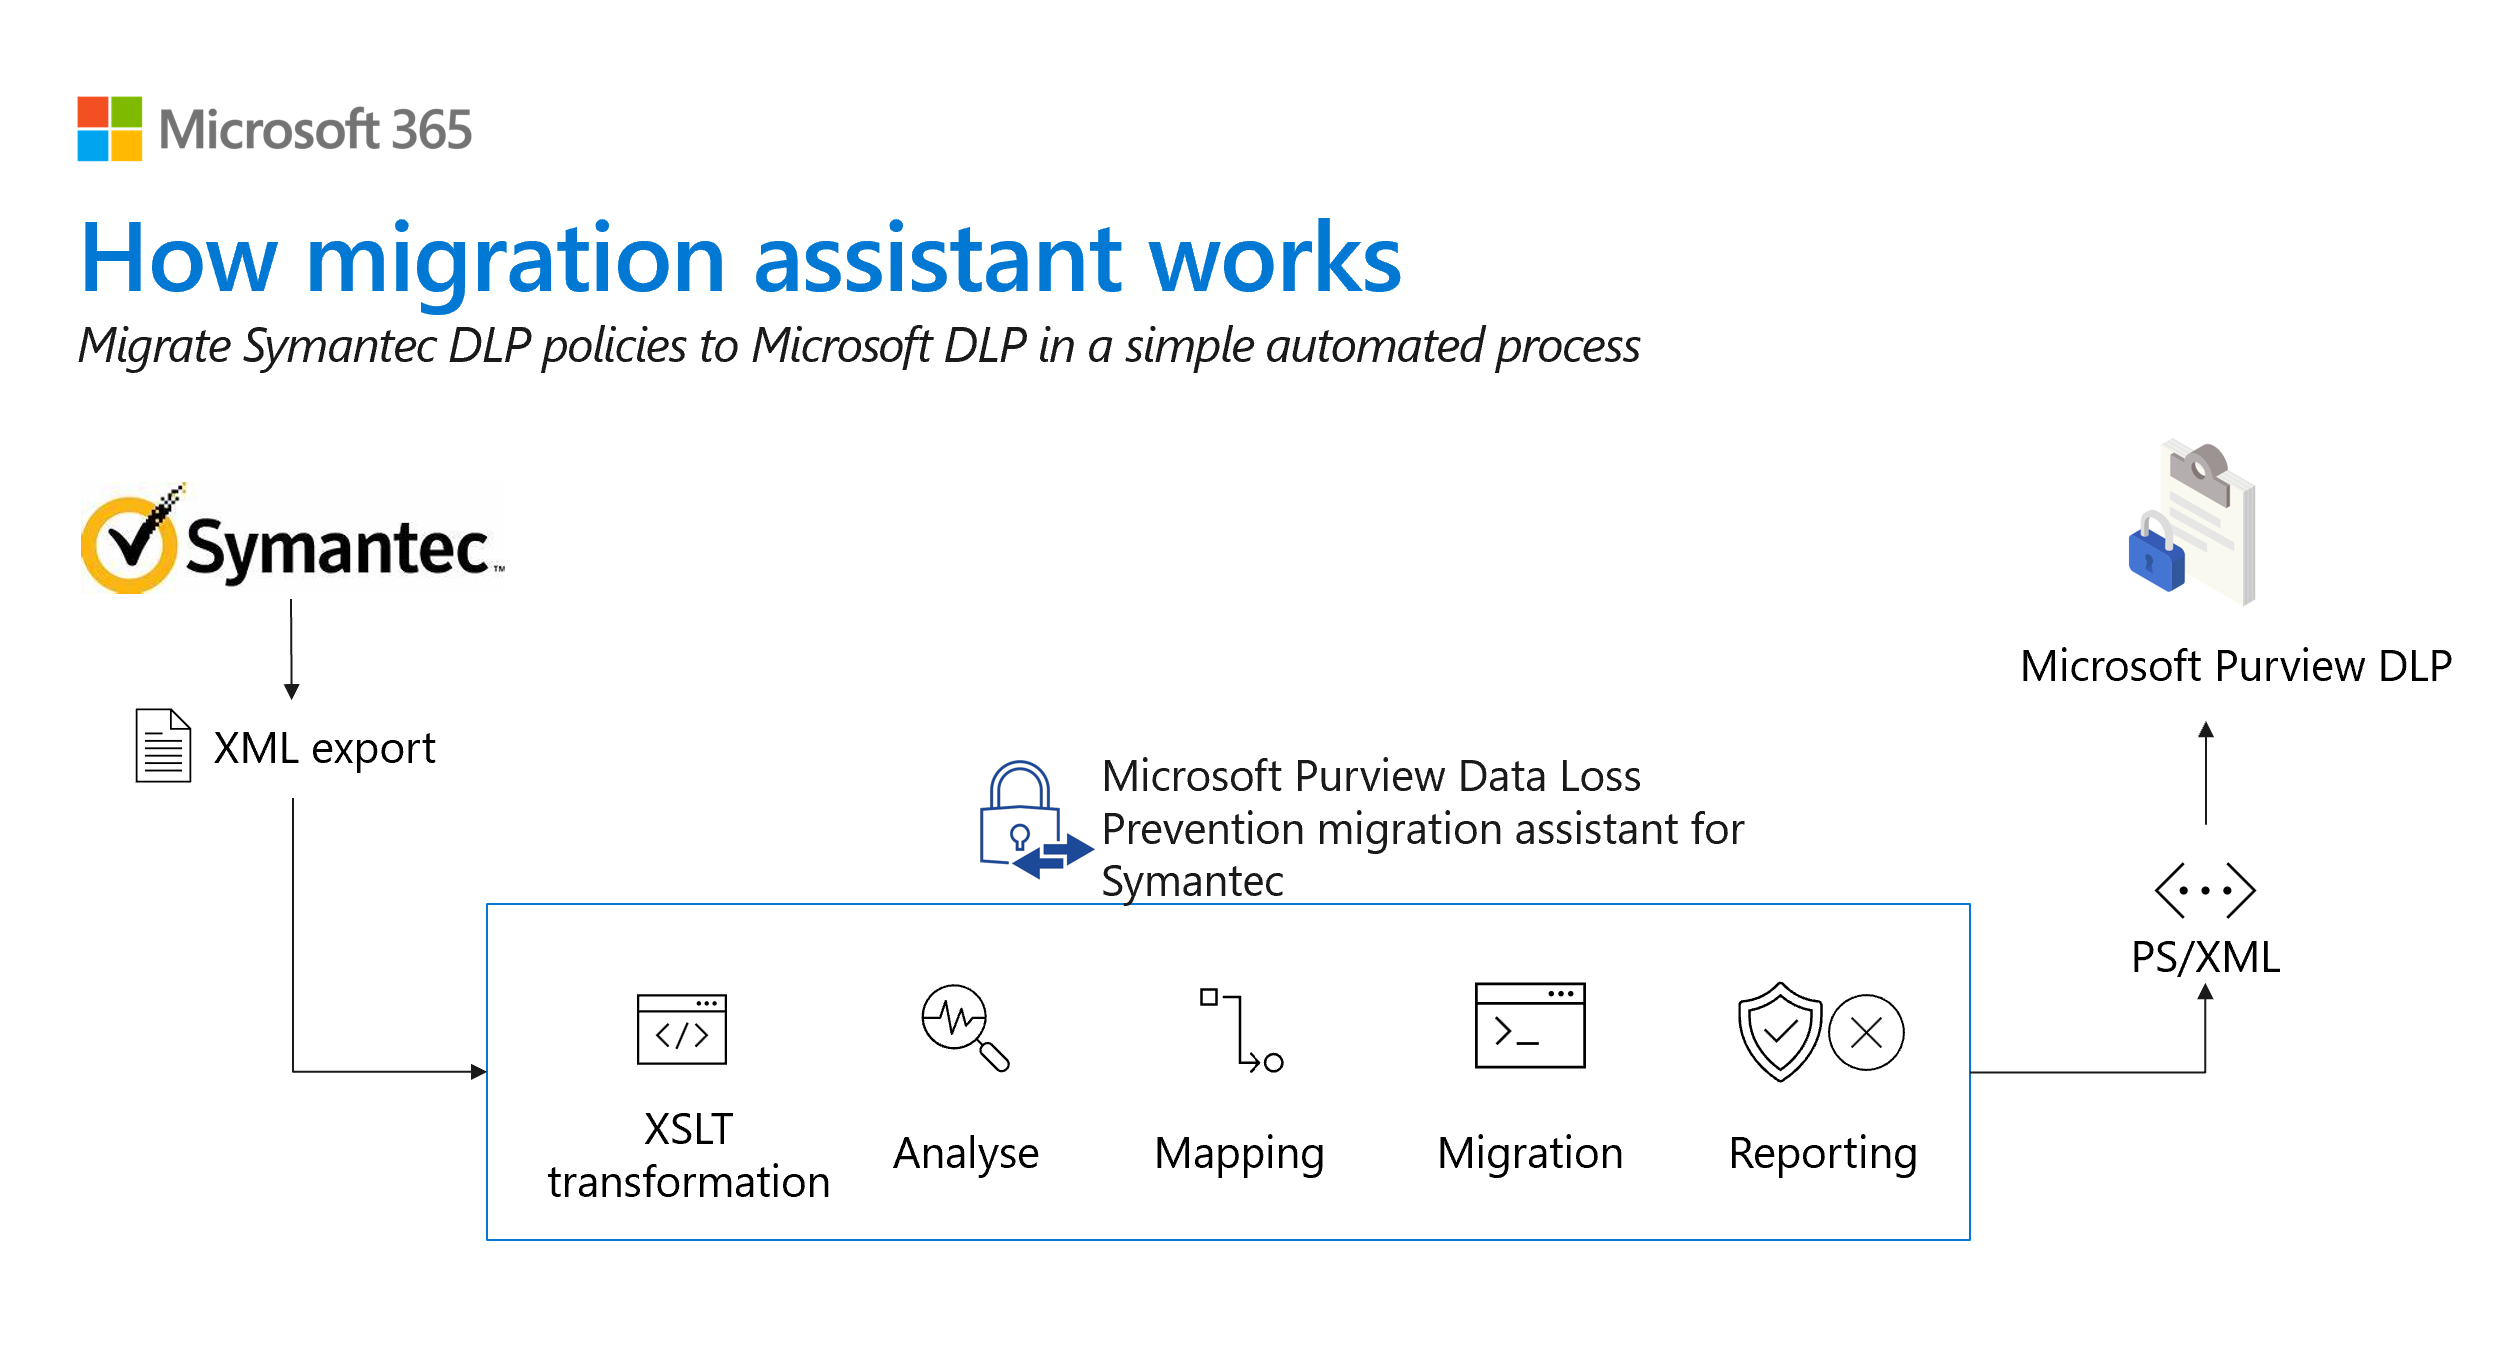 Microsoft 365
How migration assistant works
Migrate Symantec DLP policies to Microsoft DLP in a simple automated process
Symantec™
XML export
Microsoft Purview Data Loss
Prevention migration assistant for
Symantec
XSLT
transformation
Analyse
Mapping
Migration
Reporting
PS/XML
Microsoft Purview DLP